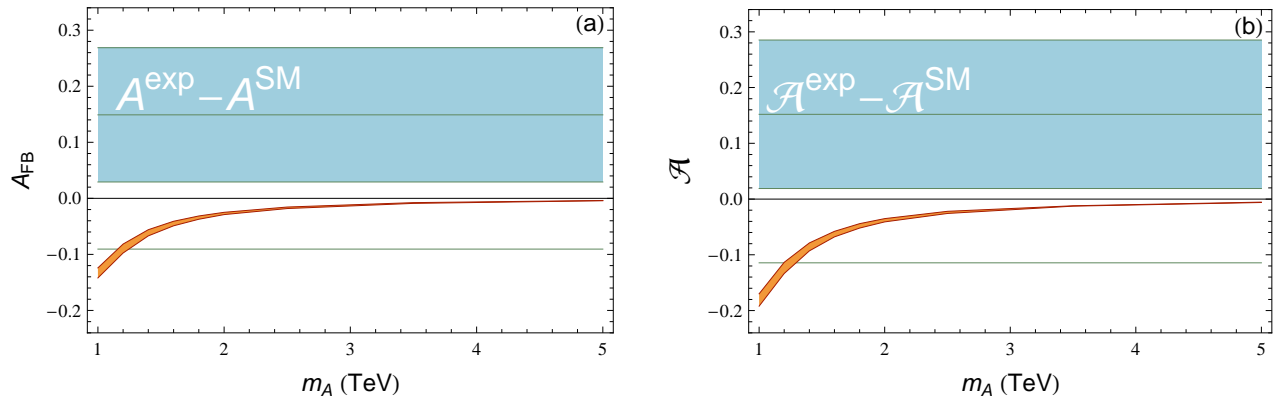 (a)
A^exp − A^SM
0.3
0.2
0.1
0.0
−0.1
−0.2
A_FB
1 2 3 4 5
m_A (TeV)
(b)
𝒜^exp − 𝒜^SM
0.3
0.2
0.1
0.0
−0.1
−0.2
𝒜
1 2 3 4 5
m_A (TeV)